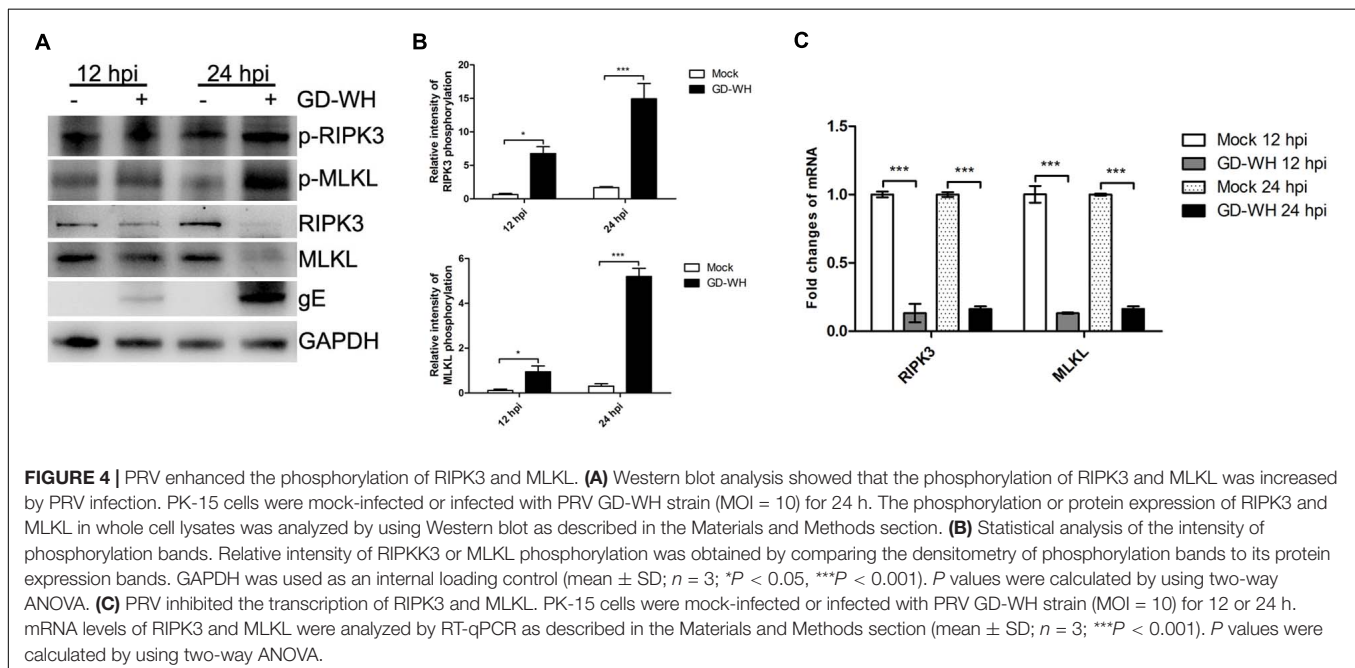 A
12 hpi 24 hpi
- + - + GD-WH
p-RIPK3
p-MLKL
RIPK3
MLKL
gE
GAPDH
B
Relative intensity of
RIPK3 phosphorylation
20
15
10
5
0
*
***
Mock
GD-WH
12 hpi
24 hpi
Relative intensity of
MLKL phosphorylation
6
4
2
0
*
***
Mock
GD-WH
12 hpi
24 hpi
C
Fold changes of mRNA
1.5
1.0
0.5
0.0
*** *** *** ***
Mock 12 hpi
GD-WH 12 hpi
Mock 24 hpi
GD-WH 24 hpi
RIPK3
MLKL
FIGURE 4 | PRV enhanced the phosphorylation of RIPK3 and MLKL. (A) Western blot analysis showed that the phosphorylation of RIPK3 and MLKL was increased
by PRV infection. PK-15 cells were mock-infected or infected with PRV GD-WH strain (MOI = 10) for 24 h. The phosphorylation or protein expression of RIPK3 and
MLKL in whole cell lysates was analyzed by using Western blot as described in the Materials and Methods section. (B) Statistical analysis of the intensity of
phosphorylation bands. Relative intensity of RIPKK3 or MLKL phosphorylation was obtained by comparing the densitometry of phosphorylation bands to its protein
expression bands. GAPDH was used as an internal loading control (mean ± SD; n = 3; *P < 0.05, ***P < 0.001). P values were calculated by using two-way
ANOVA. (C) PRV inhibited the transcription of RIPK3 and MLKL. PK-15 cells were mock-infected or infected with PRV GD-WH strain (MOI = 10) for 12 or 24 h.
mRNA levels of RIPK3 and MLKL were analyzed by RT-qPCR as described in the Materials and Methods section (mean ± SD; n = 3; ***P < 0.001). P values were
calculated by using two-way ANOVA.